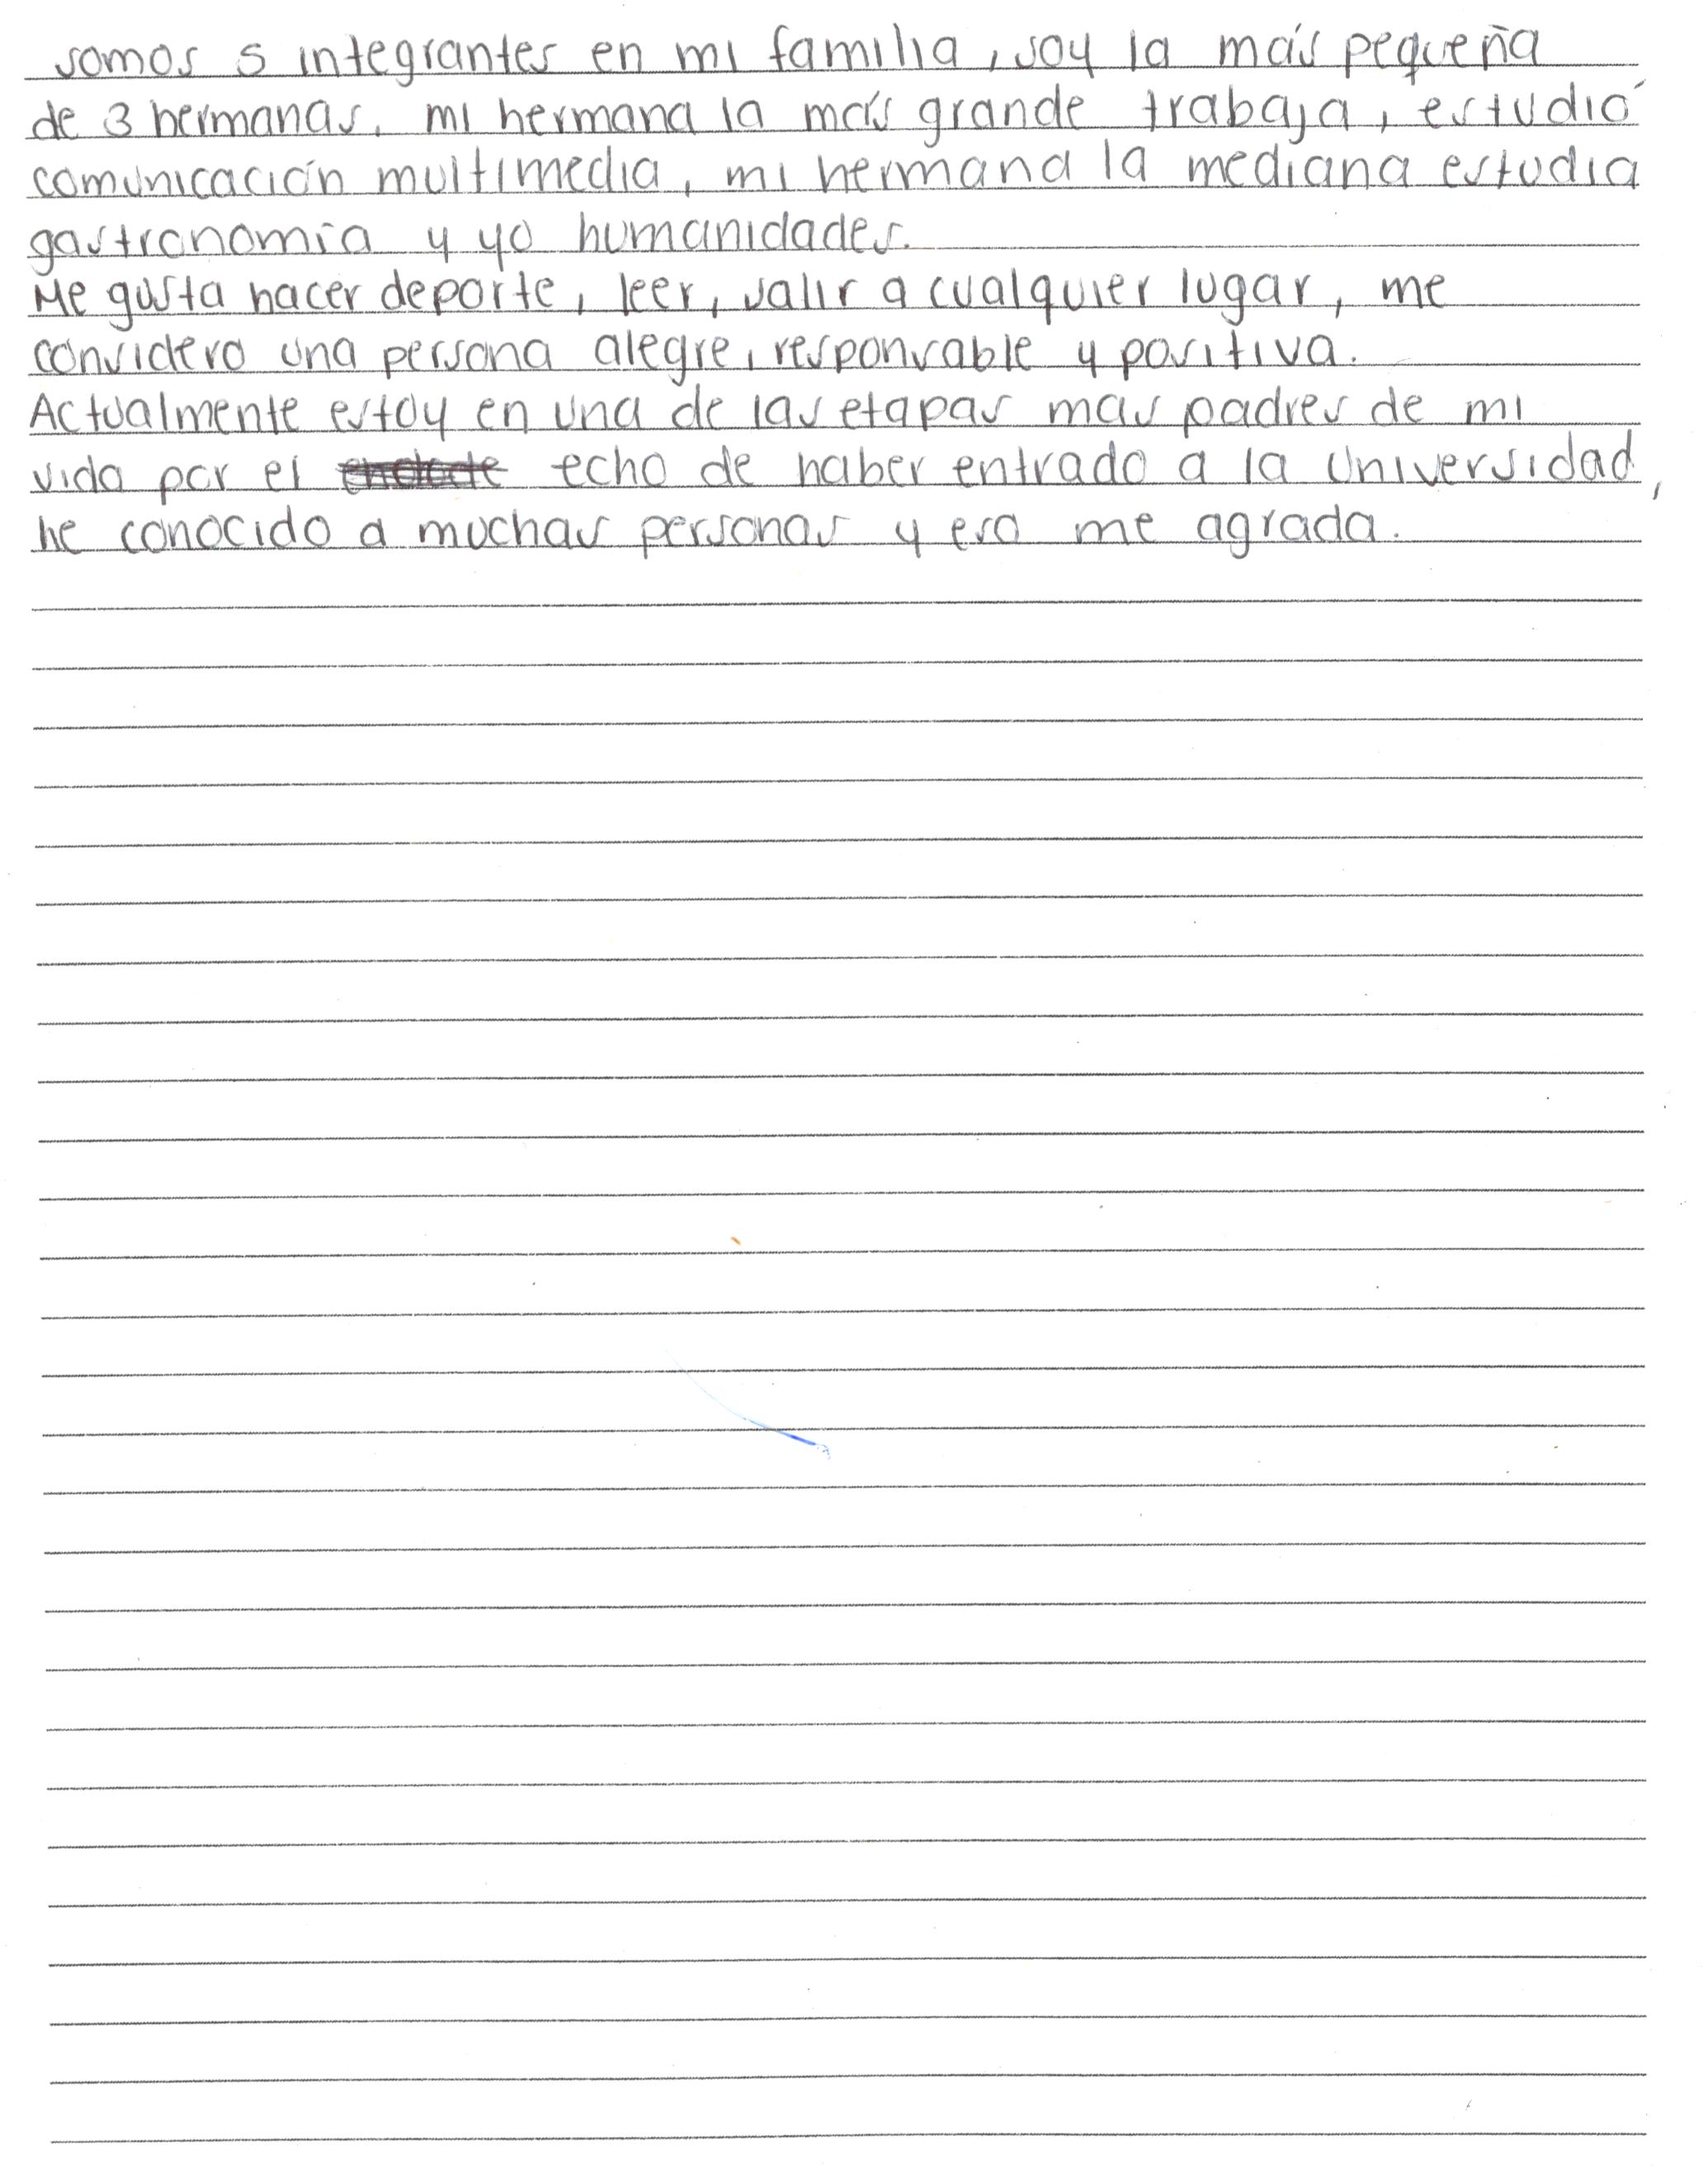 somos 5 integrantes en mi familia, soy la más pequeña
de 3 hermanas. mi hermana la más grande trabaja, estudió
comunicación multimedia, mi hermana la mediana estudia
gastronomía y yo humanidades.
Me gusta hacer deporte, leer, salir a cualquier lugar, me
considero una persona alegre, responsable y positiva.
Actualmente estoy en una de las etapas mas padres de mi
vida por el echo de haber entrado a la Universidad,
he conocido a muchas personas y eso me agrada.